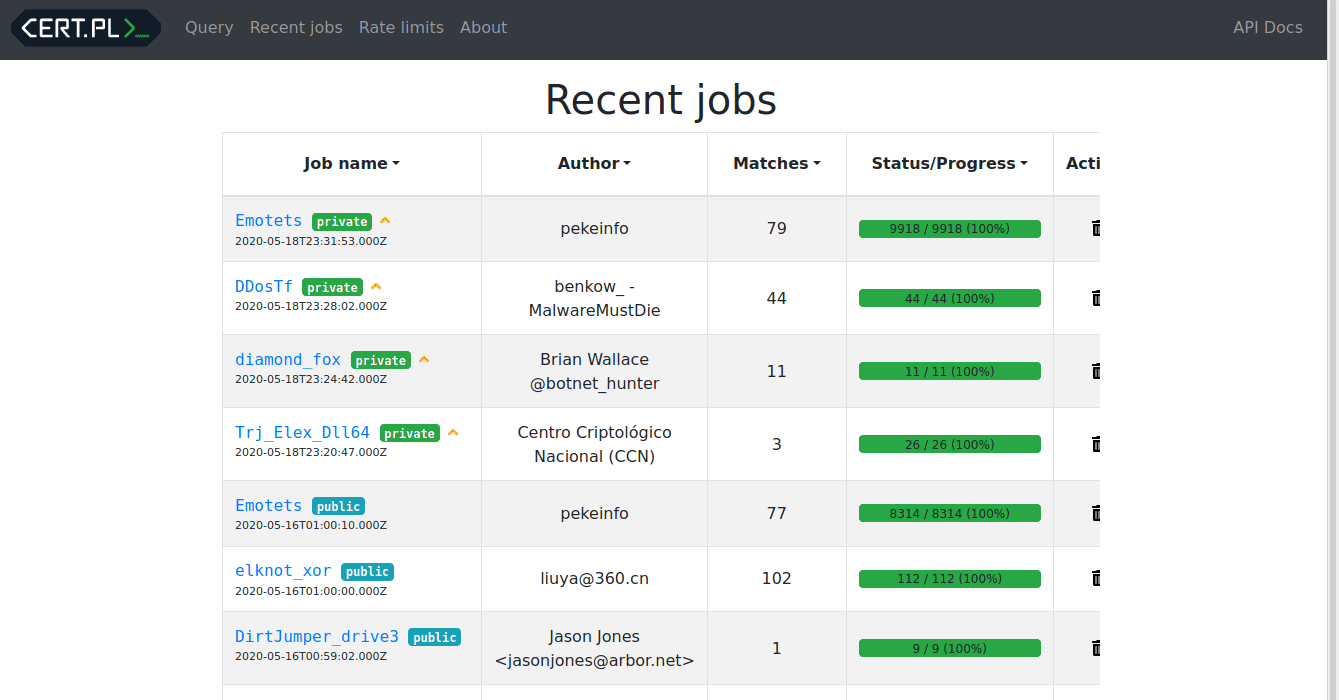 CERT.PL>_
Query Recent jobs Rate limits About API Docs
Recent jobs
Job name Author Matches Status/Progress Acti
Emotets private
2020-05-18T23:31:53.000Z
pekeinfo
79
9918 / 9918 (100%)
DDosTf private
2020-05-18T23:28:02.000Z
benkow_ -
MalwareMustDie
44
44 / 44 (100%)
diamond_fox private
2020-05-18T23:24:42.000Z
Brian Wallace
@botnet_hunter
11
11 / 11 (100%)
Trj_Elex_Dll64 private
2020-05-18T23:20:47.000Z
Centro Criptológico
Nacional (CCN)
3
26 / 26 (100%)
Emotets public
2020-05-16T01:00:10.000Z
pekeinfo
77
8314 / 8314 (100%)
elknot_xor public
2020-05-16T01:00:00.000Z
liuya@360.cn
102
112 / 112 (100%)
DirtJumper_drive3 public
2020-05-16T00:59:02.000Z
Jason Jones
<jasonjones@arbor.net>
1
9 / 9 (100%)